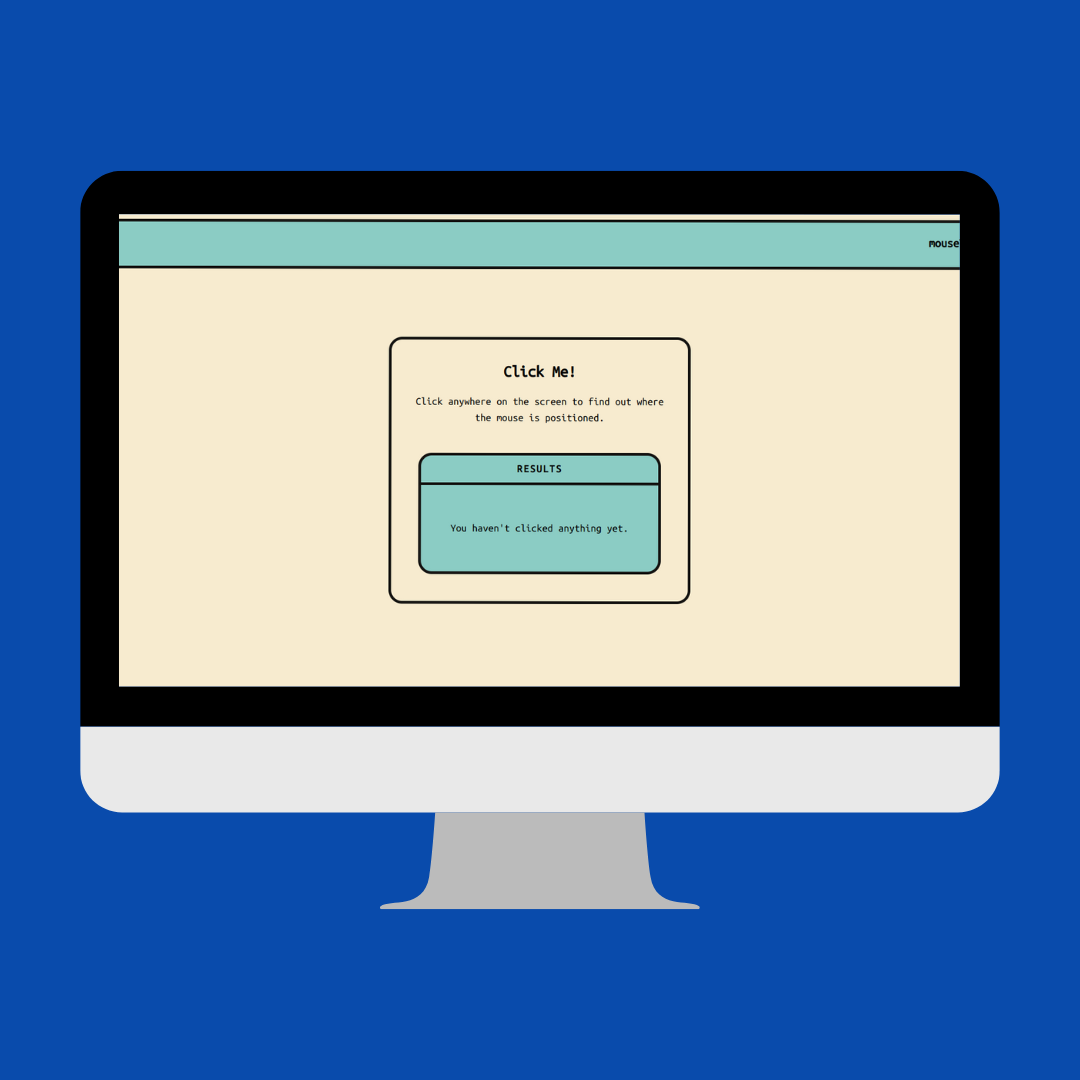 mouse
Click Me!
Click anywhere on the screen to find out where
the mouse is positioned.
RESULTS
You haven't clicked anything yet.